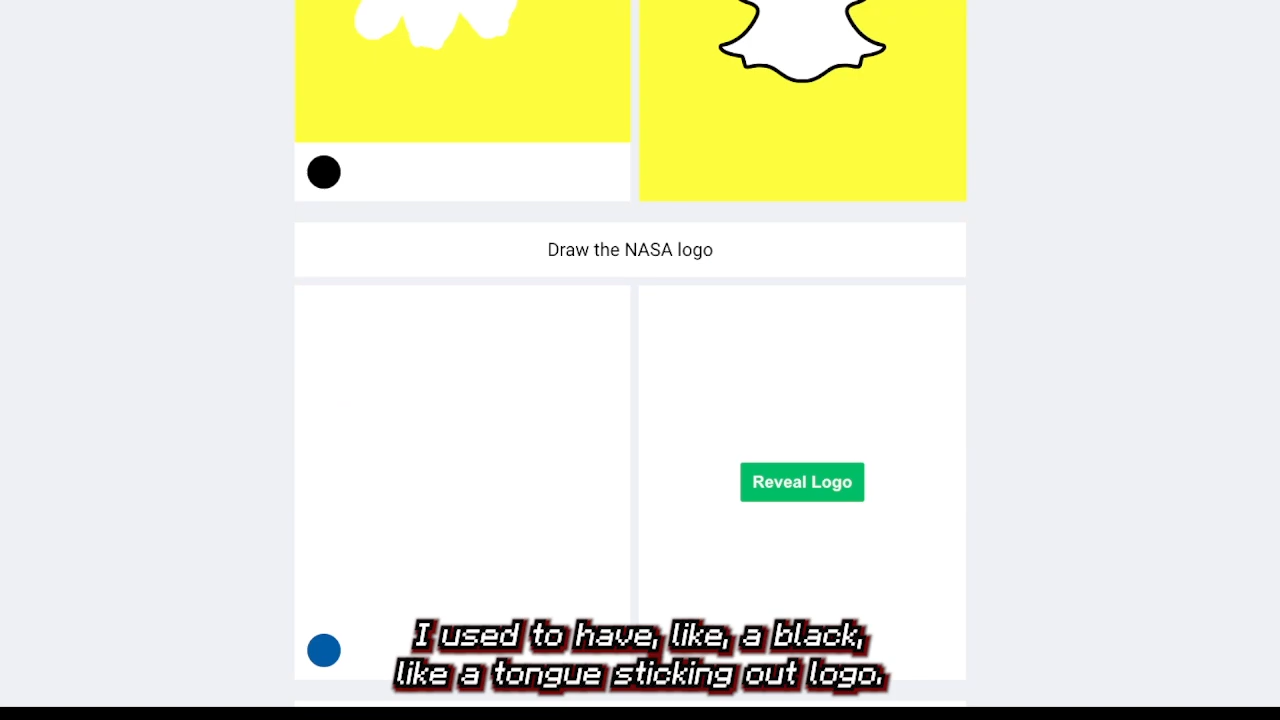 Draw the NASA logo
Reveal Logo
I used to have, like, a black,
like a tongue sticking out logo.